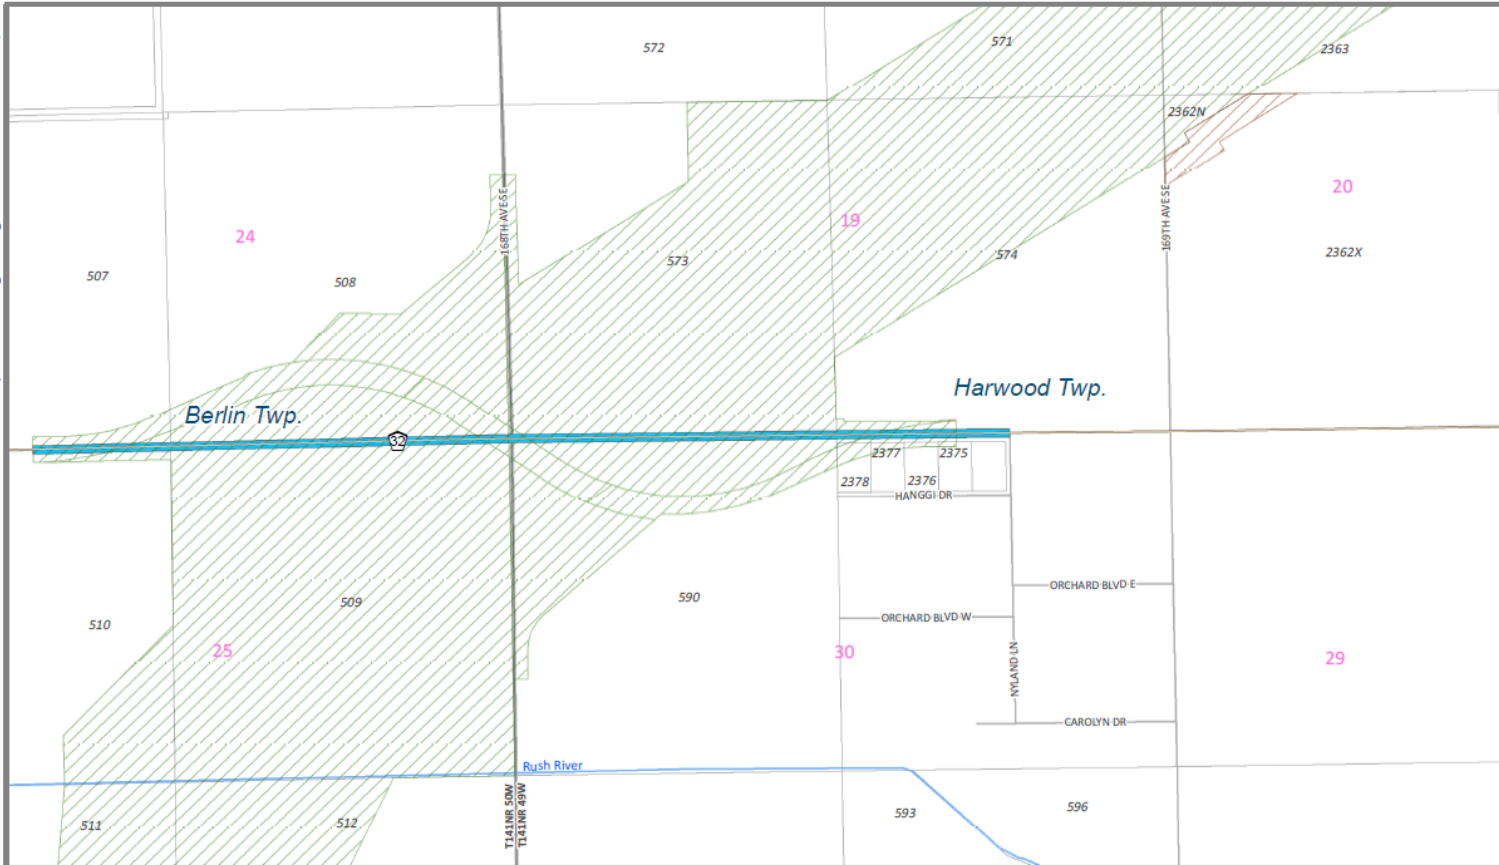 572
571
2363
2362N
20
19
24
168TH AVE SE
169TH AVE SE
507
508
573
574
2362X
Harwood Twp.
Berlin Twp.
32
2377
2375
2378
2376
HANGGI DR
ORCHARD BLVD E
509
590
510
ORCHARD BLVD W
25
30
NYLAND LN
29
CAROLYN DR
Rush River
T141NR 50W
T141NR 49W
511
512
593
596